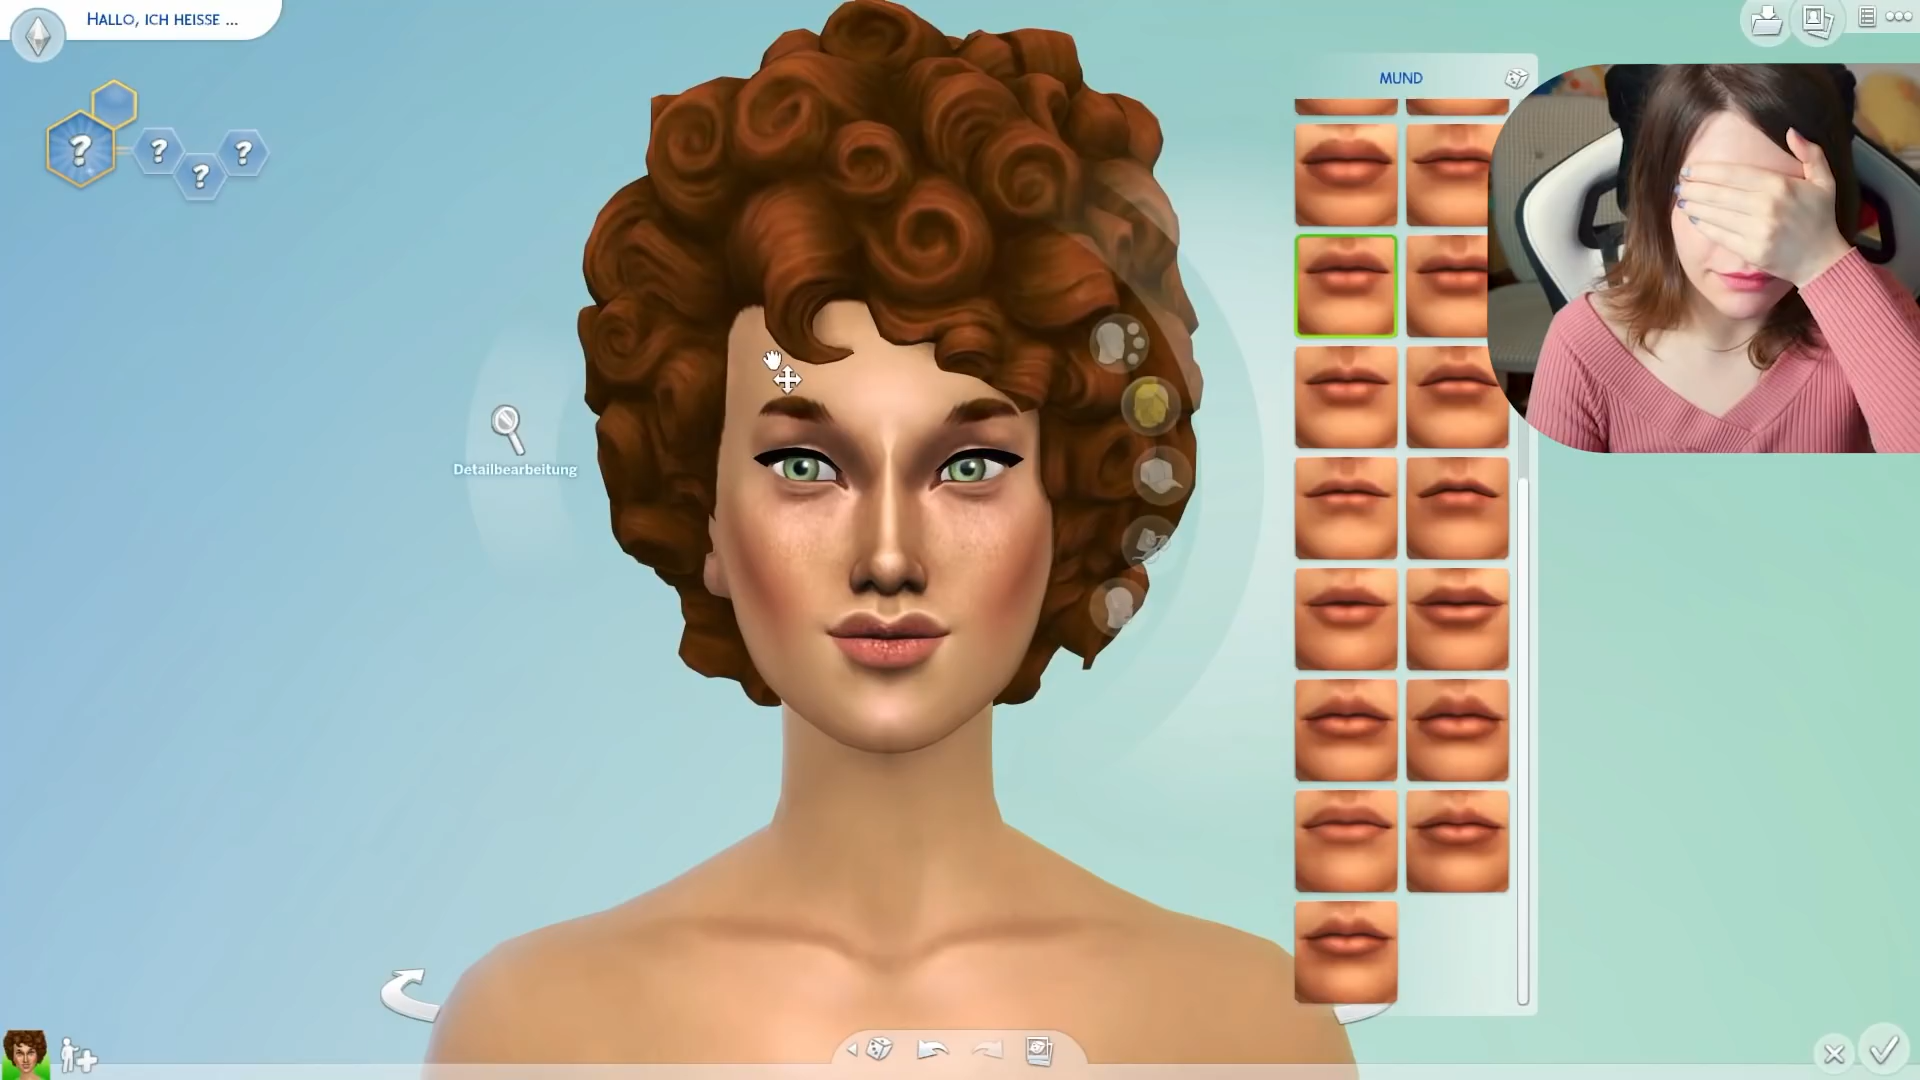 HALLO, ICH HEISSE ...
MUND
Detailbearbeitung